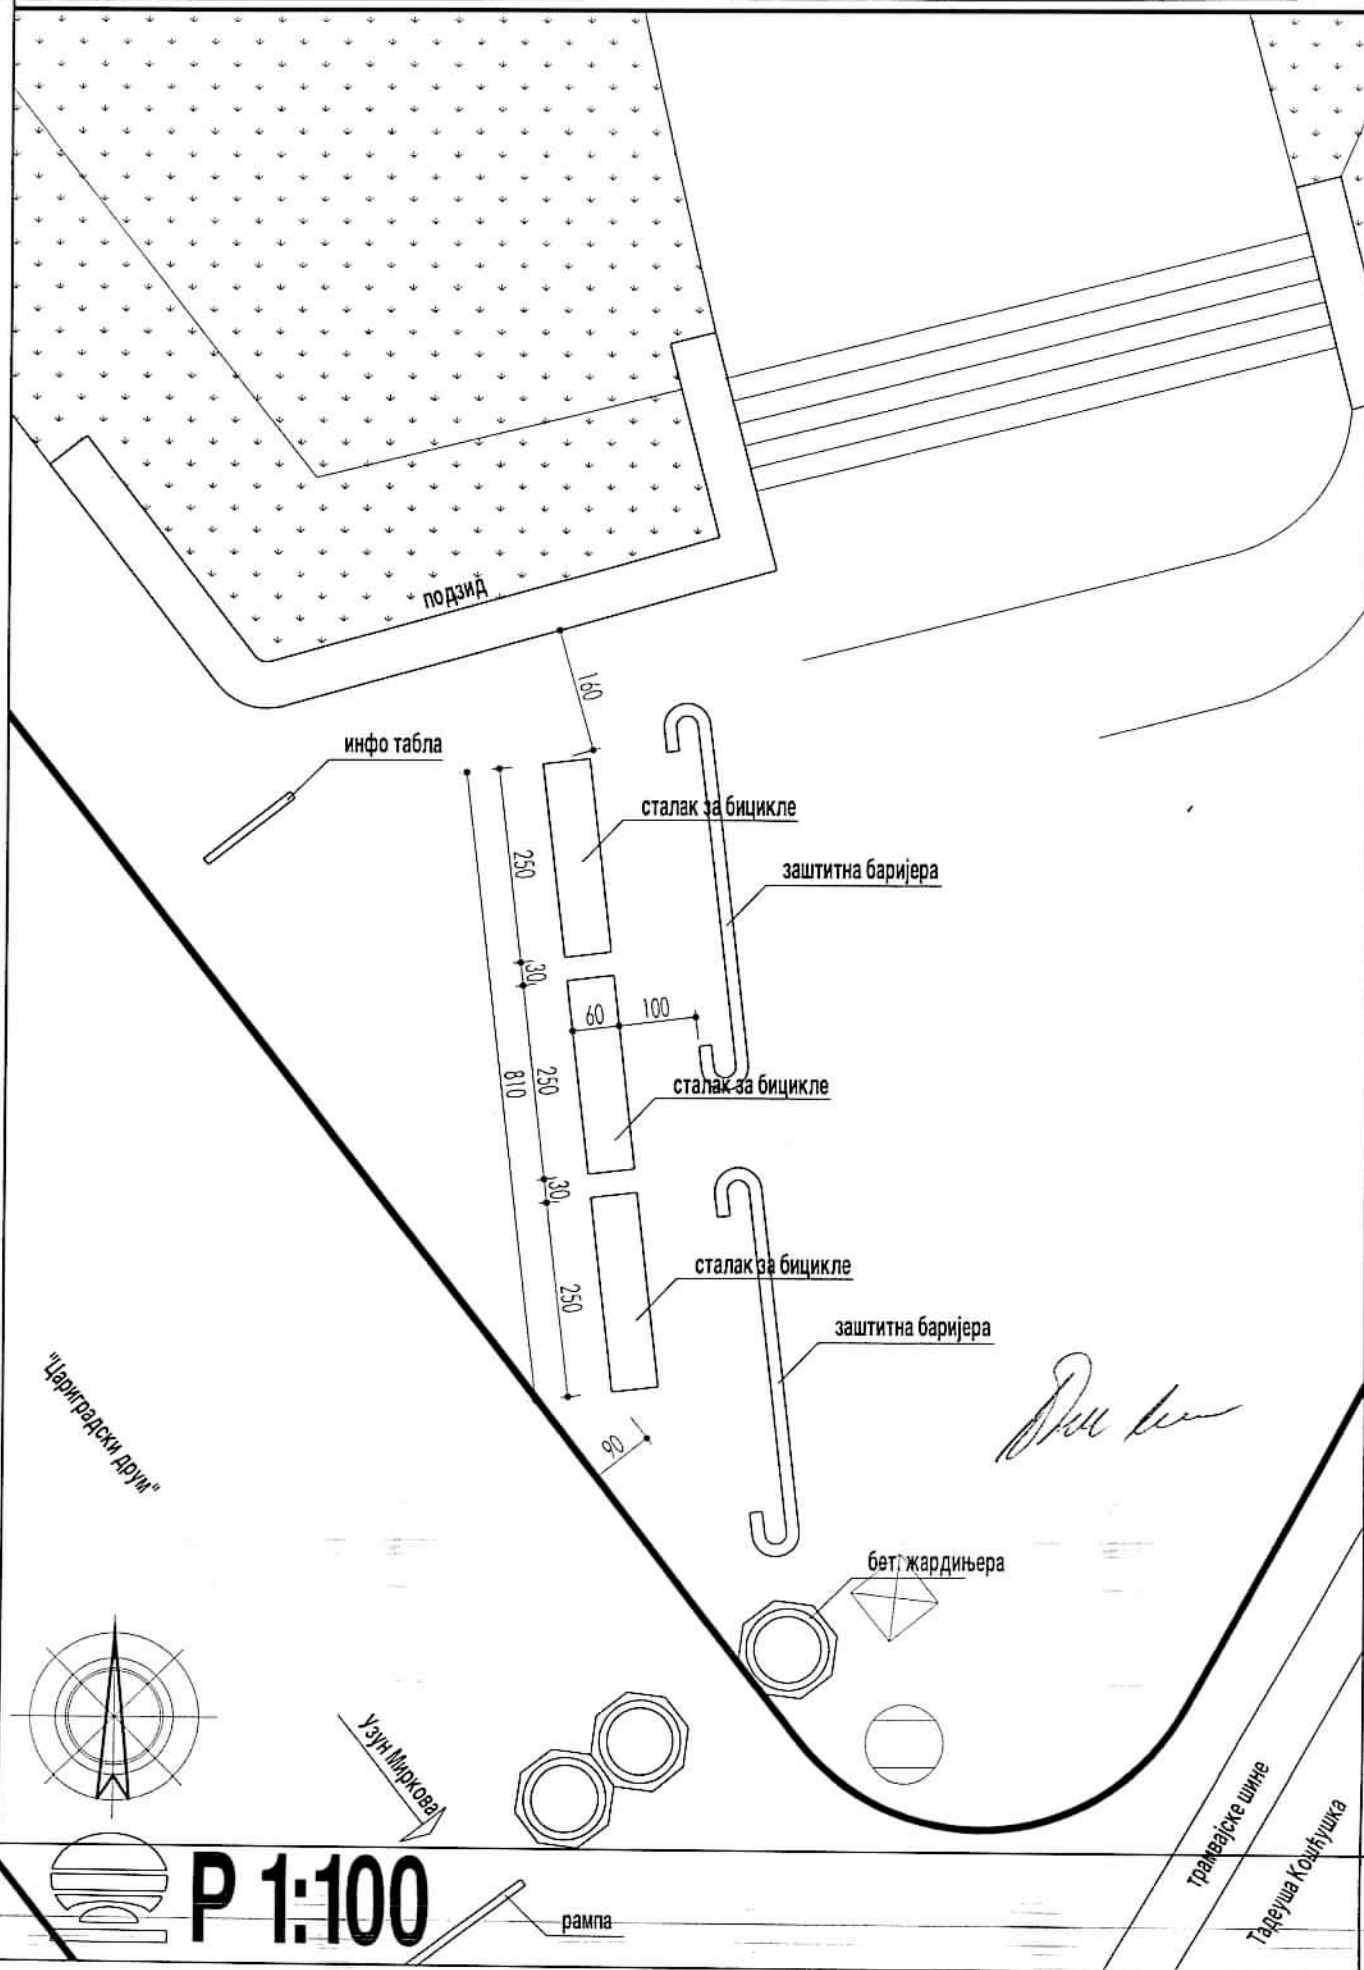 подзид
160
инфо табла
сталак за бицикле
заштитна баријера
250
30
60
100
810
250
сталак за бицикле
30
250
сталак за бицикле
заштитна баријера
90
"Цариградски друм"
бет. жардињера
Узун Миркова
трамвајске шине
Тадеуша Кошћушка
Р 1:100
рампа